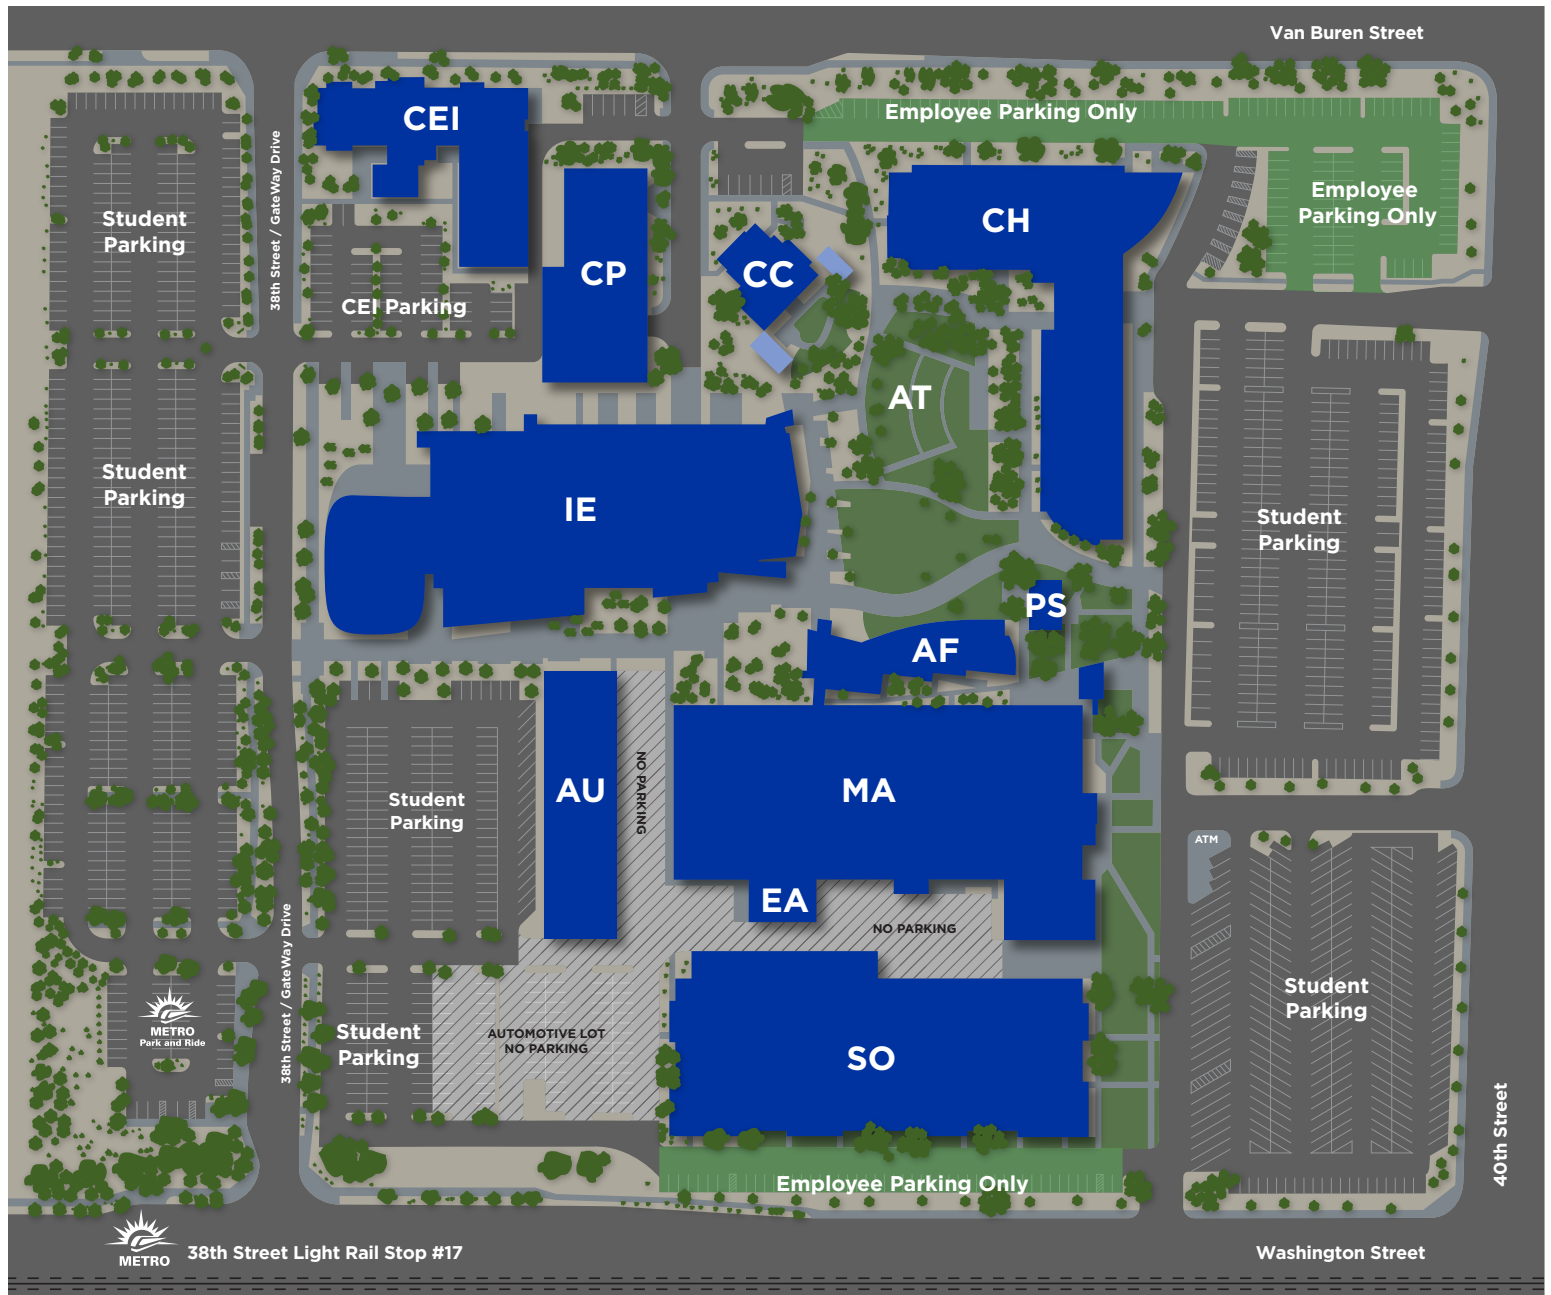 Van Buren Street
Employee Parking Only
CEI
38th Street / GateWay Drive
Student
Parking
Employee
Parking Only
CH
CP
CC
CEI Parking
AT
Student
Parking
IE
Student
Parking
PS
AF
NO PARKING
AU
MA
Student
Parking
ATM
EA
NO PARKING
38th Street / GateWay Drive
METRO
Park and Ride
Student
Parking
AUTOMOTIVE LOT
NO PARKING
SO
Student
Parking
40th Street
Employee Parking Only
METRO
38th Street Light Rail Stop #17
Washington Street